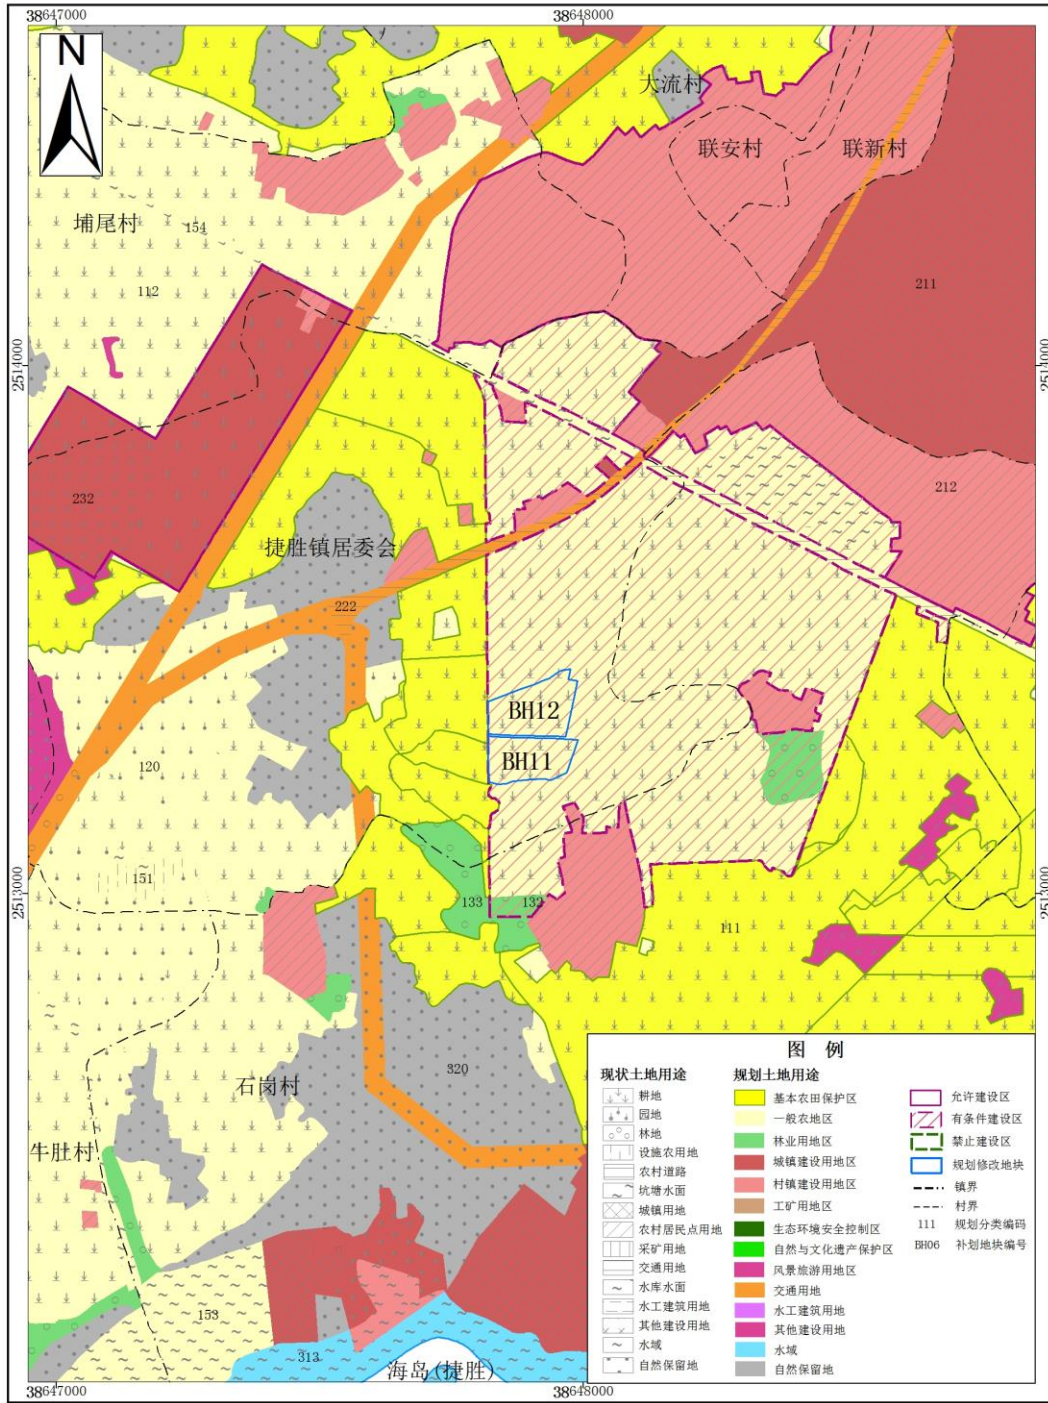 38647000
38648000
N
大流村
联安村
联新村
埔尾村
154
112
211
2514000
2514000
232
212
捷胜镇居委会
222
BH12
BH11
120
151
2513000
2513000
133
132
111
320
石岗村
牛肚村
153
313
海岛(捷胜)
38647000
38648000
图 例
现状土地用途
耕地
园地
林地
设施农用地
农村道路
坑塘水面
城镇用地
农村居民点用地
采矿用地
交通用地
水库水面
水工建筑用地
其他建设用地
水域
自然保留地
规划土地用途
基本农田保护区
一般农地区
林业用地区
城镇建设用地区
村镇建设用地区
工矿用地区
生态环境安全控制区
自然与文化遗产保护区
风景旅游用地区
交通用地
水工建筑用地
其他建设用地
水域
自然保留地
允许建设区
有条件建设区
禁止建设区
规划修改地块
镇界
村界
111 规划分类编码
BH06 补划地块编号